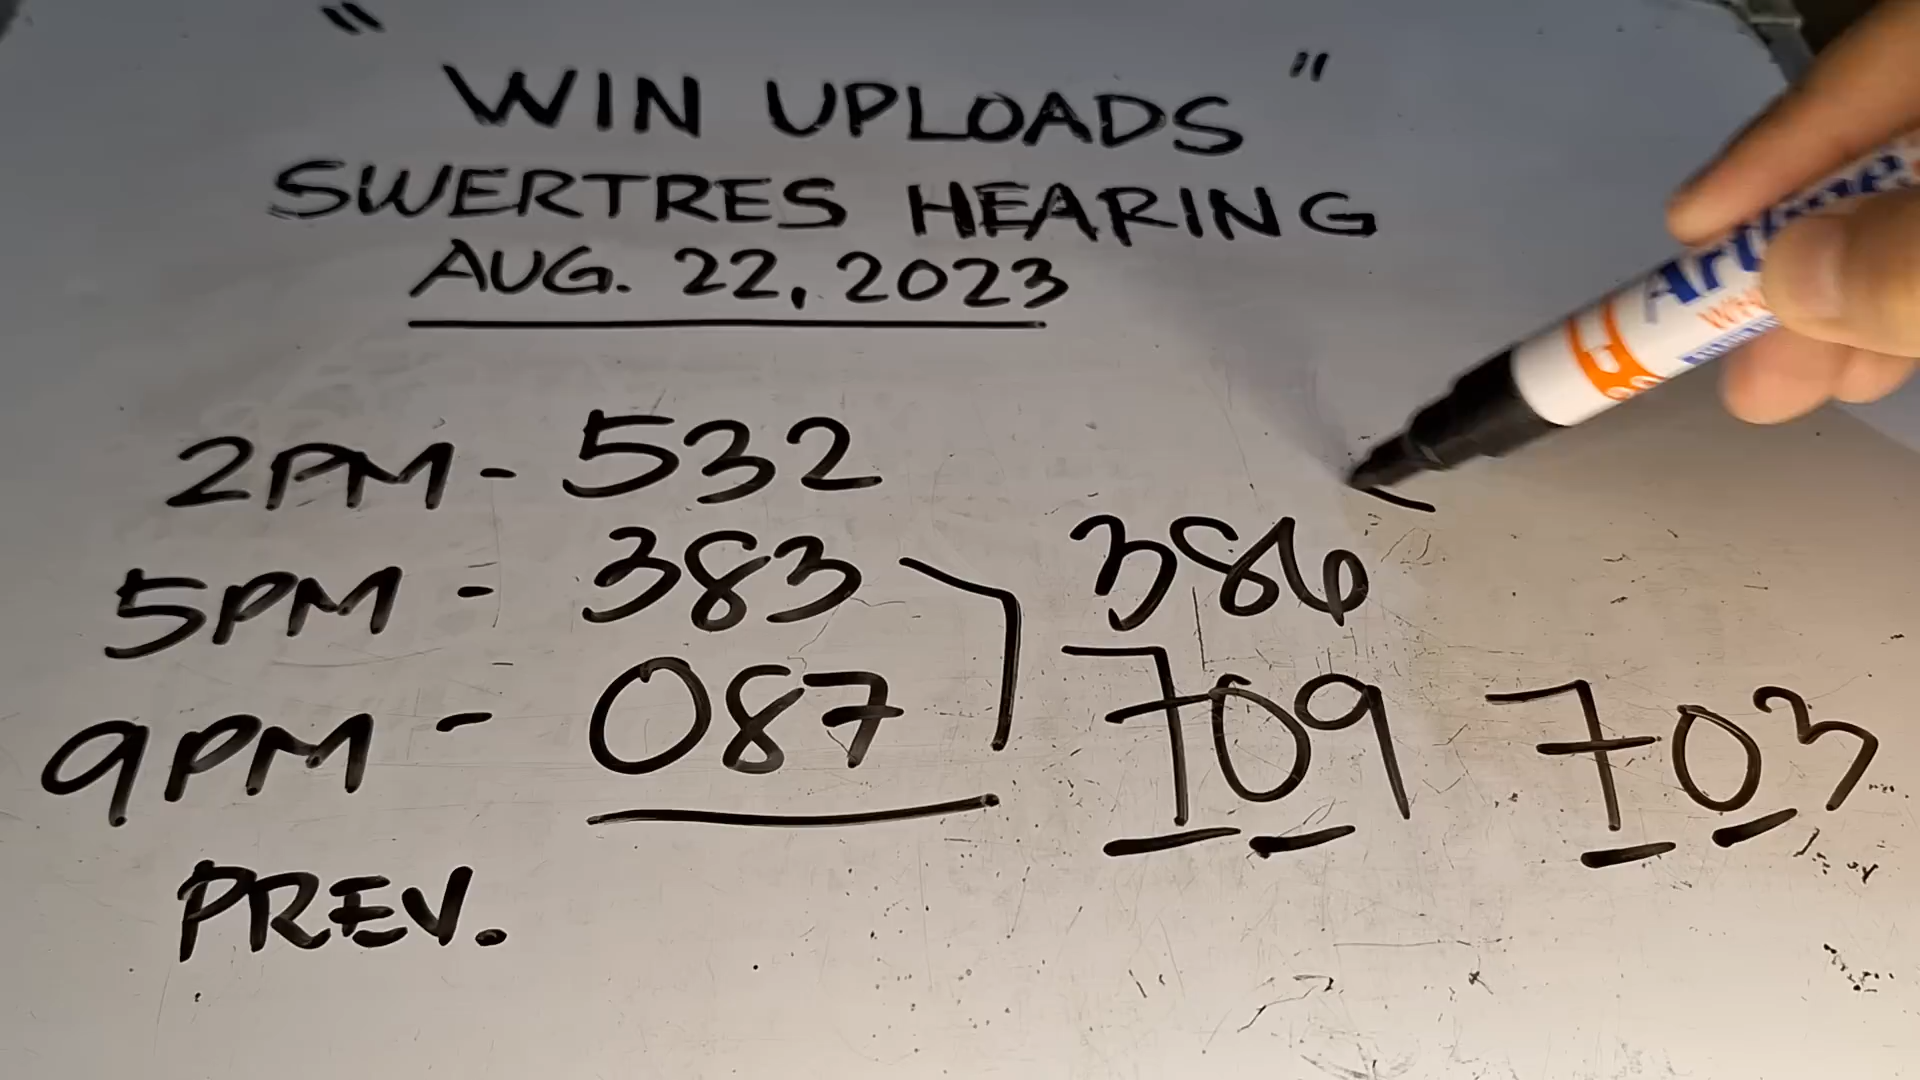 "WIN UPLOADS"
SWERTRES HEARING
AUG. 22, 2023
2PM - 532
5PM - 383
386
9PM - 087
709 703
PREV.